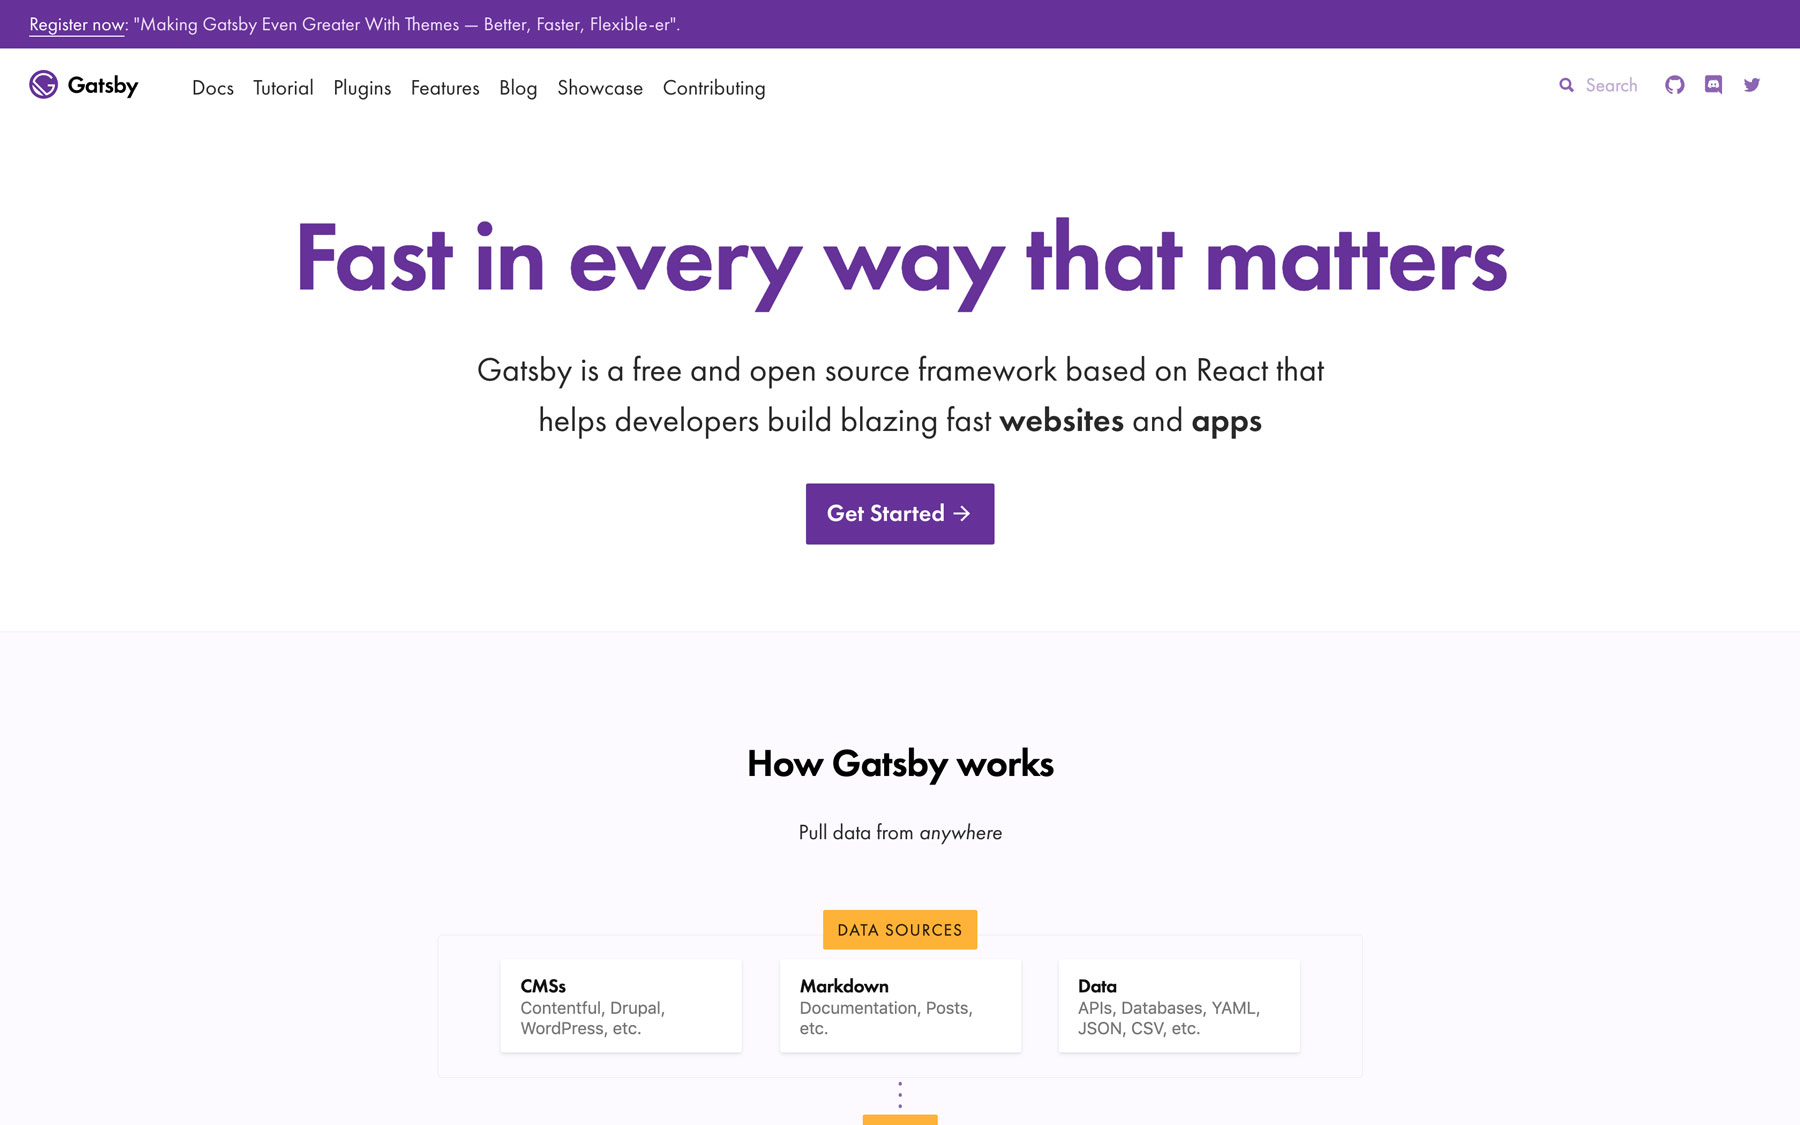 Register now: "Making Gatsby Even Greater With Themes — Better, Faster, Flexible-er".
Gatsby
Docs Tutorial Plugins Features Blog Showcase Contributing
Search
Fast in every way that matters
Gatsby is a free and open source framework based on React that
helps developers build blazing fast websites and apps
Get Started →
How Gatsby works
Pull data from anywhere
DATA SOURCES
CMSs
Contentful, Drupal,
WordPress, etc.
Markdown
Documentation, Posts,
etc.
Data
APIs, Databases, YAML,
JSON, CSV, etc.